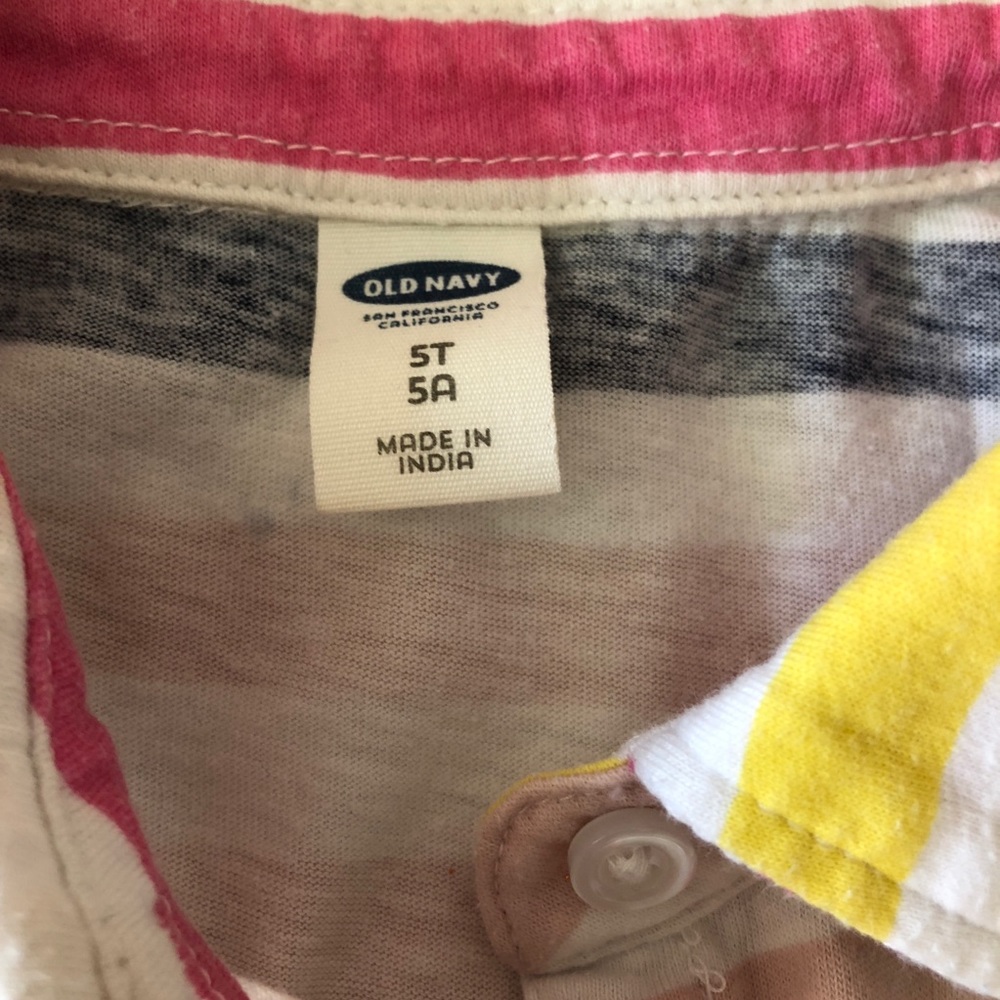 OLD NAVY
SAN FRANCISCO
CALIFORNIA
5T
5A
MADE IN
INDIA